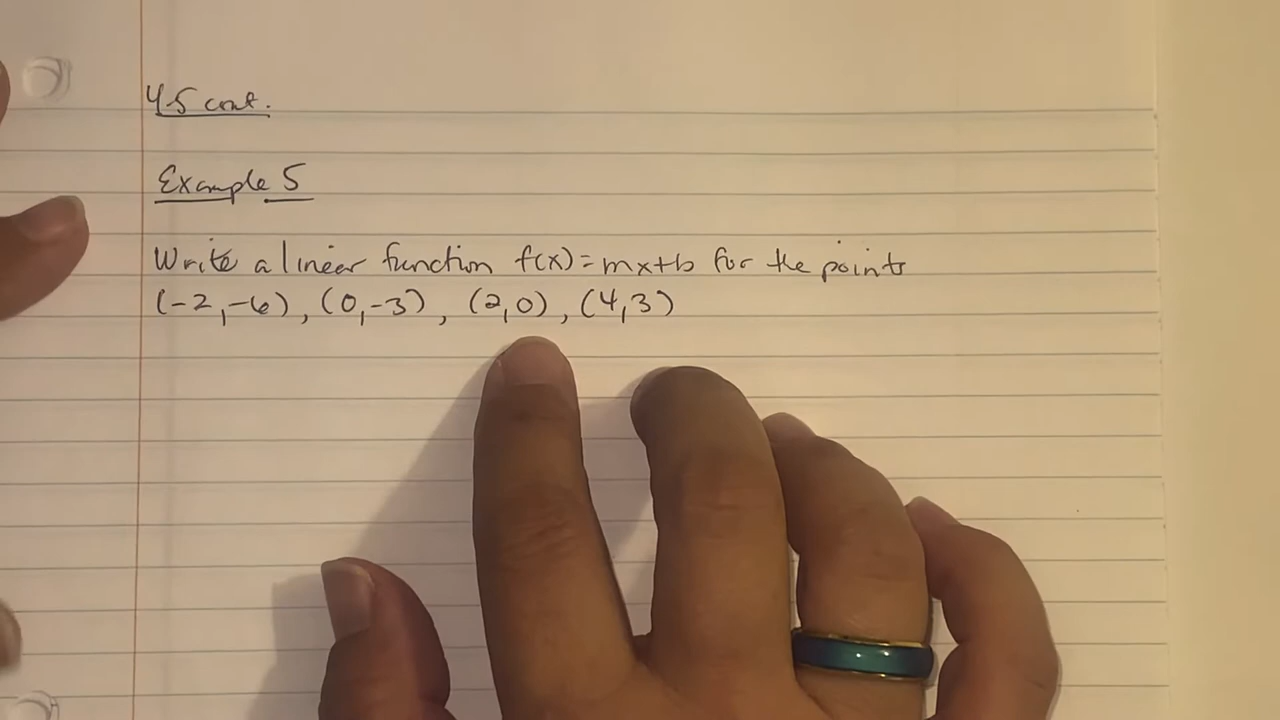 4.5 cont.
Example 5
Write a linear function f(x)=mx+b for the points
(-2,-6), (0,-3), (2,0), (4,3)